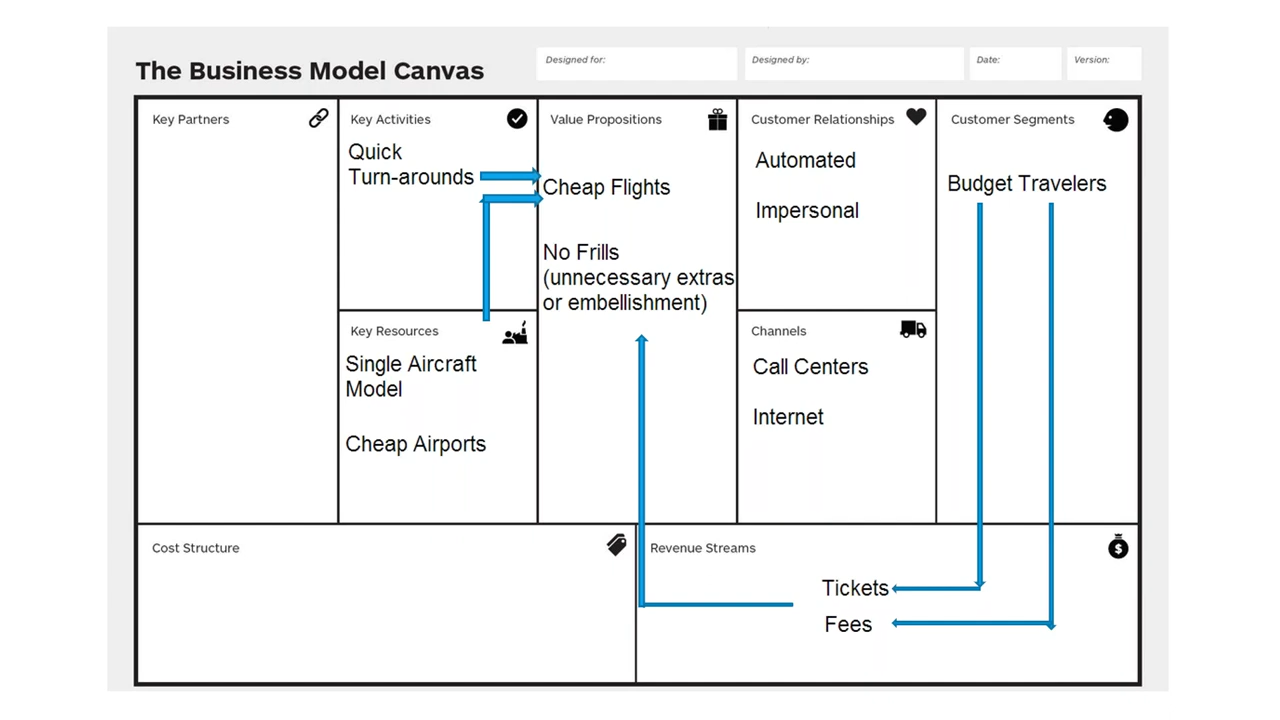 The Business Model Canvas
Designed for:
Designed by:
Date:
Version:
Key Partners
Key Activities
Quick
Turn-arounds
Key Resources
Single Aircraft
Model
Cheap Airports
Value Propositions
Cheap Flights
No Frills
(unnecessary extras
or embellishment)
Customer Relationships
Automated
Impersonal
Channels
Call Centers
Internet
Customer Segments
Budget Travelers
Cost Structure
Revenue Streams
Tickets
Fees